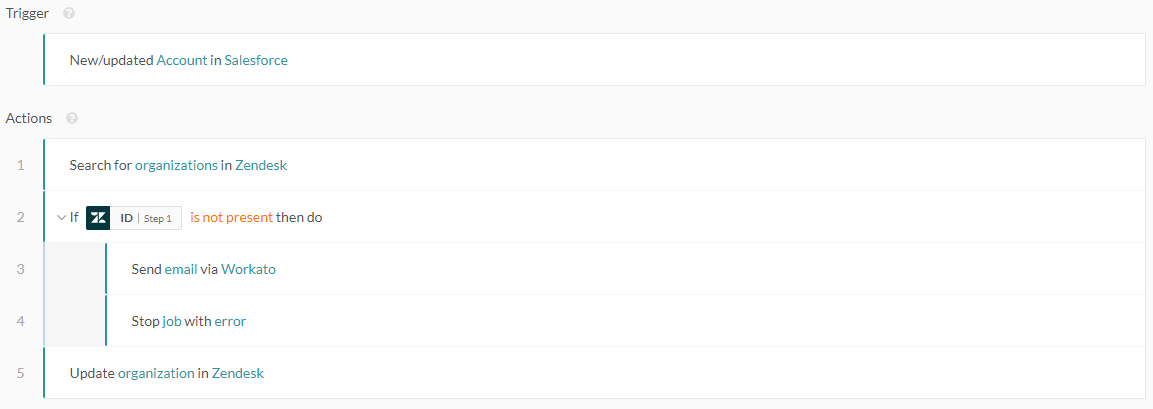 Trigger ?
New/updated Account in Salesforce
Actions ?
1 Search for organizations in Zendesk
2 If ID | Step 1 is not present then do
3 Send email via Workato
4 Stop job with error
5 Update organization in Zendesk